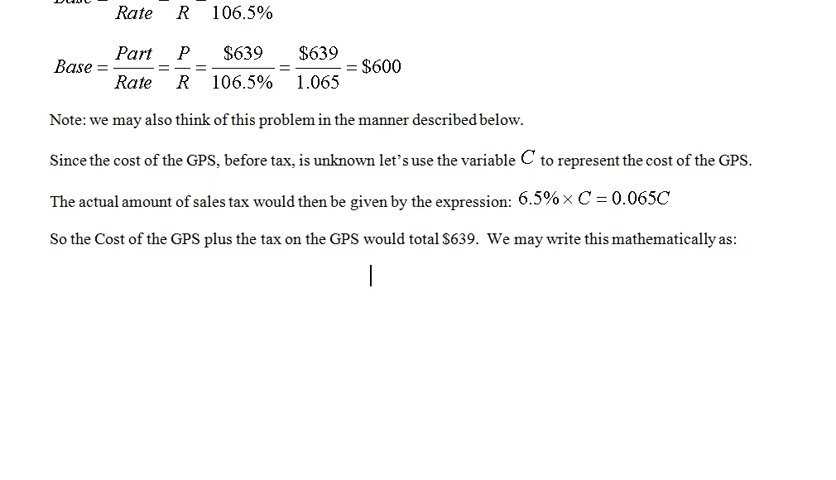 Rate R 106.5%
Base = Part/Rate = P/R = $639/106.5% = $639/1.065 = $600
Note: we may also think of this problem in the manner described below.
Since the cost of the GPS, before tax, is unknown let's use the variable C to represent the cost of the GPS.
The actual amount of sales tax would then be given by the expression: 6.5% × C = 0.065C
So the Cost of the GPS plus the tax on the GPS would total $639. We may write this mathematically as: